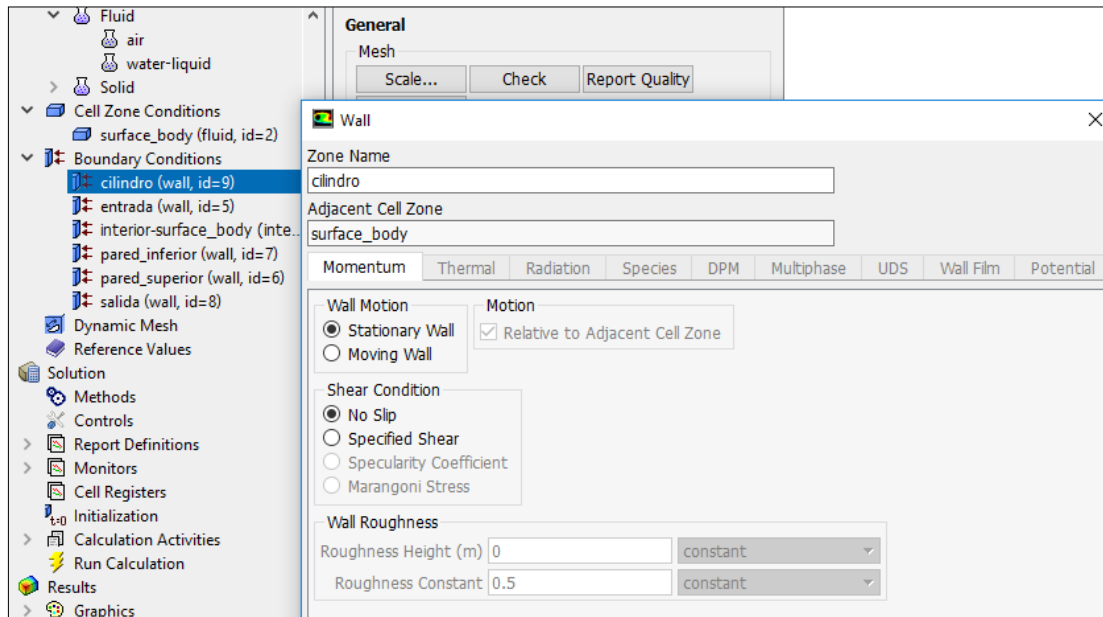 Fluid
air
water-liquid
Solid
Cell Zone Conditions
surface_body (fluid, id=2)
Boundary Conditions
cilindro (wall, id=9)
entrada (wall, id=5)
interior-surface_body (inte...
pared_inferior (wall, id=7)
pared_superior (wall, id=6)
salida (wall, id=8)
Dynamic Mesh
Reference Values
Solution
Methods
Controls
Report Definitions
Monitors
Cell Registers
t=0 Initialization
Calculation Activities
Run Calculation
Results
Graphics
General
Mesh
Scale... Check Report Quality
Wall
Zone Name
cilindro
Adjacent Cell Zone
surface_body
Momentum Thermal Radiation Species DPM Multiphase UDS Wall Film Potential
Wall Motion Motion
Stationary Wall Relative to Adjacent Cell Zone
Moving Wall
Shear Condition
No Slip
Specified Shear
Specularity Coefficient
Marangoni Stress
Wall Roughness
Roughness Height (m) 0 constant
Roughness Constant 0.5 constant